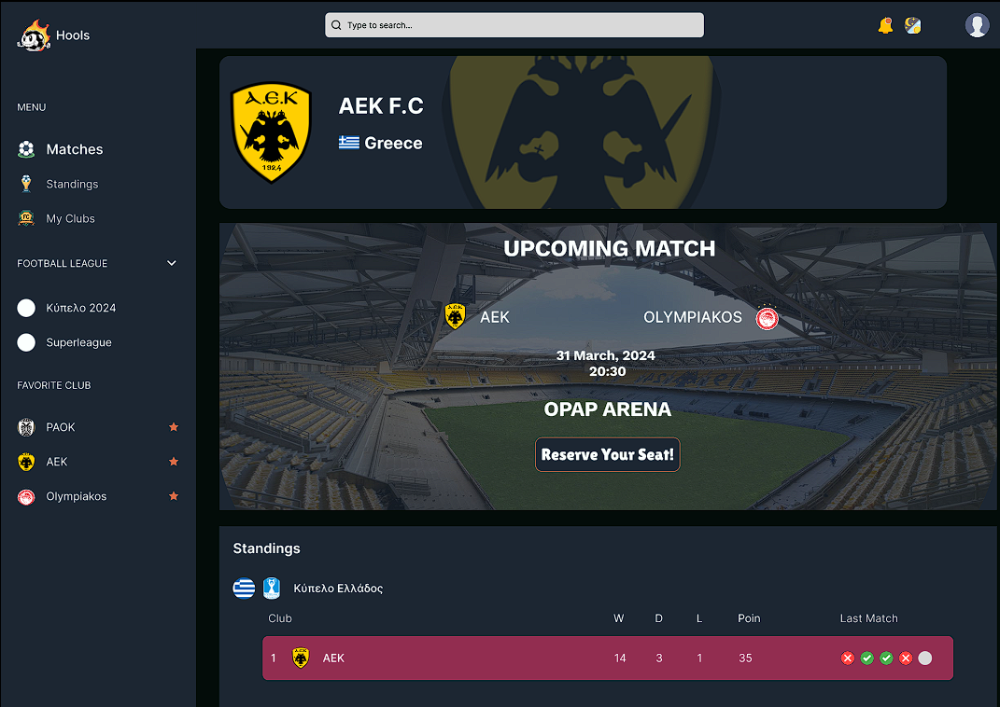 Hools
Type to search...
MENU
Matches
Standings
My Clubs
FOOTBALL LEAGUE
Κύπελο 2024
Superleague
FAVORITE CLUB
PAOK
AEK
Olympiakos
Α.Ε.Κ
1924
AEK F.C
Greece
UPCOMING MATCH
AEK OLYMPIAKOS
31 March, 2024
20:30
OPAP ARENA
Reserve Your Seat!
Standings
Κύπελο Ελλάδος
Club W D L Poin Last Match
1 AEK 14 3 1 35